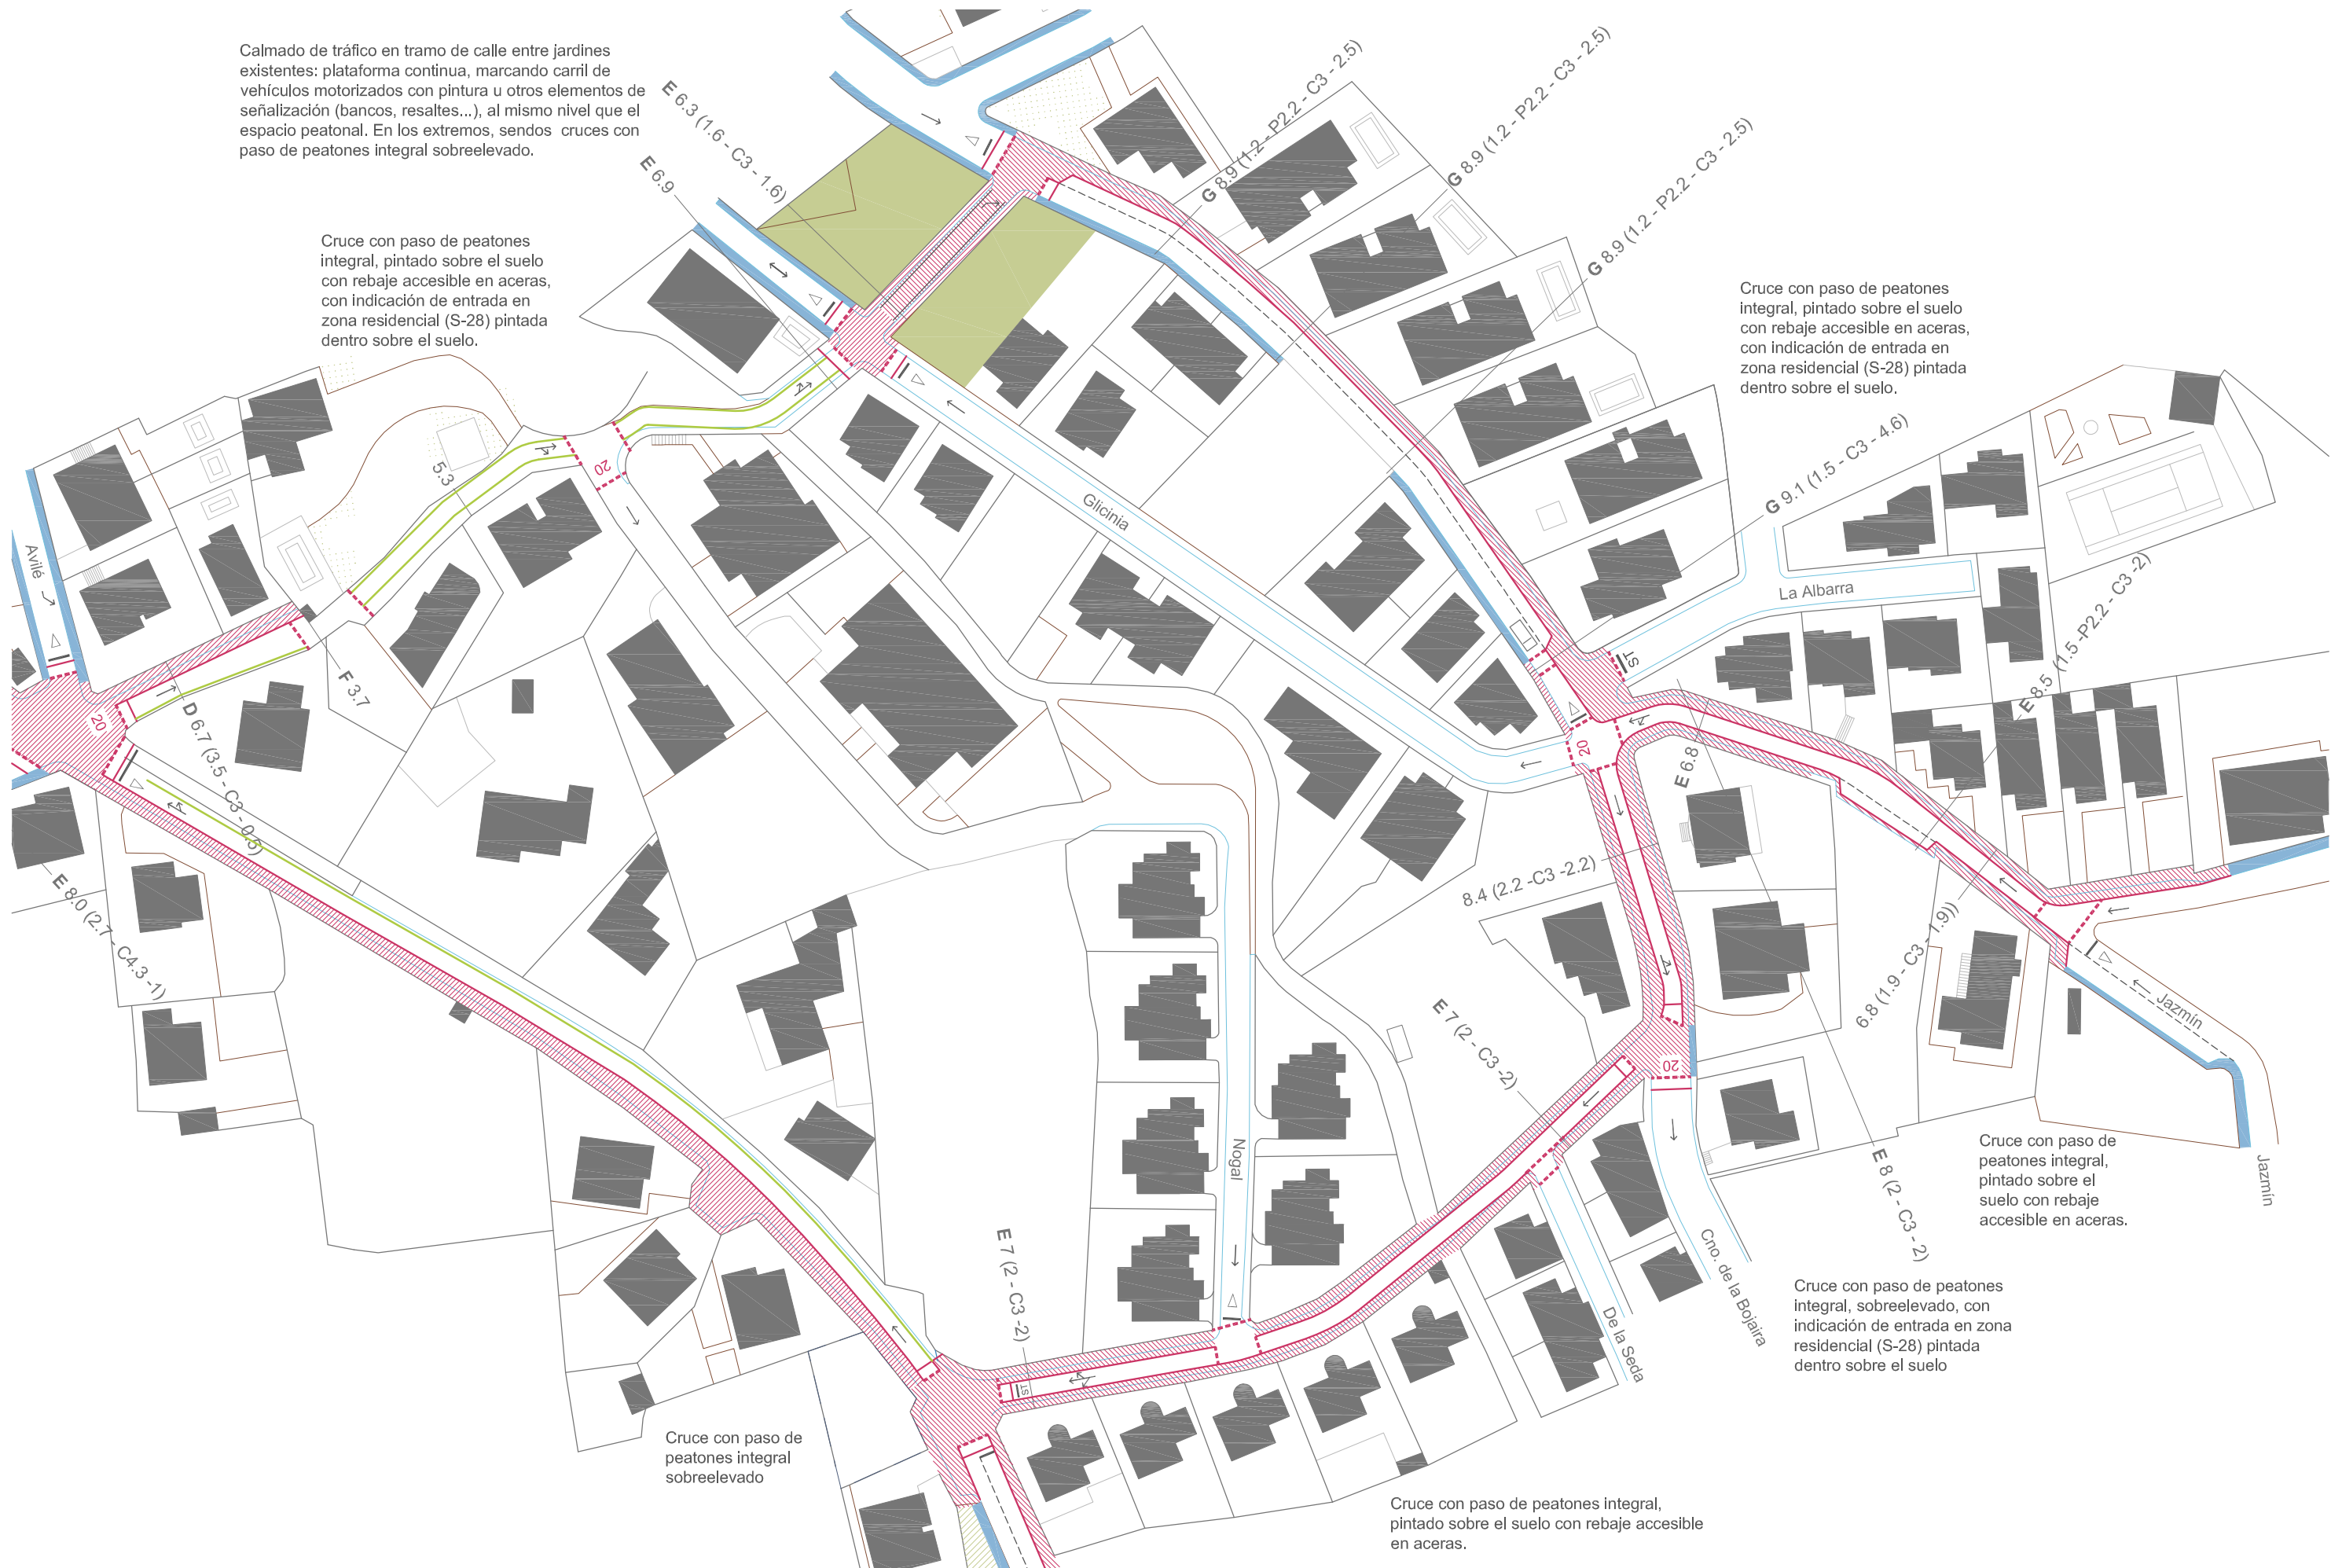 Calmado de tráfico en tramo de calle entre jardines
existentes: plataforma continua, marcando carril de
vehículos motorizados con pintura u otros elementos de
señalización (bancos, resaltes...), al mismo nivel que el
espacio peatonal. En los extremos, sendos cruces con
paso de peatones integral sobreelevado.
E 6.3 (1.6 - C3 - 1.6)
E 6.9
G 8.9 (1.2 - P2.2 - C3 - 2.5)
G 8.9 (1.2 - P2.2 - C3 - 2.5)
G 8.9 (1.2 - P2.2 - C3 - 2.5)
Cruce con paso de peatones
integral, pintado sobre el suelo
con rebaje accesible en aceras,
con indicación de entrada en
zona residencial (S-28) pintada
dentro sobre el suelo.
Cruce con paso de peatones
integral, pintado sobre el suelo
con rebaje accesible en aceras,
con indicación de entrada en
zona residencial (S-28) pintada
dentro sobre el suelo.
G 9.1 (1.5 - C3 - 4.6)
5.3
20
Glicinia
Avilé
La Albarra
E 8.5 (1.5 -P2.2 - C3 -2)
ST
F 3.7
20
D 6.7 (3.5 - C3 - 0.5)
20
E 6.8
E 8.0 (2.7 - C4.3 -1)
8.4 (2.2 -C3 -2.2)
6.8 (1.9 - C3 - 1.9))
Jazmín
E 7 (2 - C3 -2)
20
Nogal
E 8 (2 - C3 - 2)
Jazmín
Cruce con paso de
peatones integral,
pintado sobre el
suelo con rebaje
accesible en aceras.
E 7 (2 - C3 -2)
Cno. de la Bojaira
De la Seda
Cruce con paso de peatones
integral, sobreelevado, con
indicación de entrada en zona
residencial (S-28) pintada
dentro sobre el suelo
ST
Cruce con paso de
peatones integral
sobreelevado
Cruce con paso de peatones integral,
pintado sobre el suelo con rebaje accesible
en aceras.